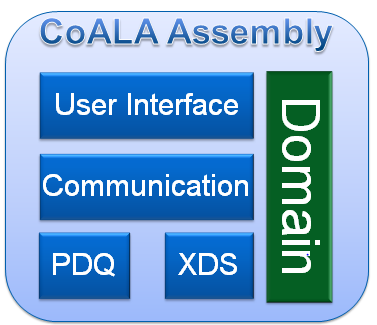 CoALA Assembly
User Interface
Communication
PDQ
XDS
Domain